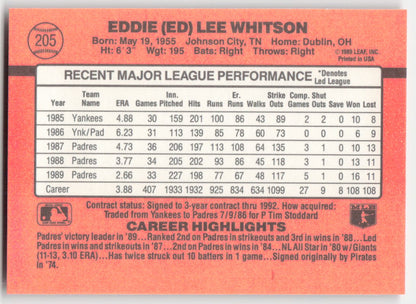 205
EDDIE (ED) LEE WHITSON
Born: May 19, 1955 Johnson City, TN Home: Dublin, OH
Ht: 6' 3" Wgt: 195 Bats: Right Throws: Right
© 1989 LEAF, INC.
Printed in USA
RECENT MAJOR LEAGUE PERFORMANCE *Denotes Led League
Year Team Name ERA Games Inn. Pitched Hits Runs Er. Runs Walks Strike Outs Comp. Games Shut Outs Save Won Lost
1985 Yankees 4.88 30 159 201 100 86 43 89 2 2 0 10 8
1986 Ynk/Pad 6.23 31 113 139 85 78 60 73 0 0 0 6 9
1987 Padres 4.73 36 206 197 113 108 64 135 3 1 0 10 13
1988 Padres 3.77 34 205 202 93 86 45 118 3 1 0 13 11
1989 Padres 2.66 33 227 198 77 67 48 117 5 1 0 16 11
Career 3.88 407 1933 1932 925 834 634 1099 27 9 8 108 108
Contract status: Signed to 3-year contract thru 1992. How acquired:
Traded from Yankees to Padres 7/9/86 for P Tim Stoddard
CAREER HIGHLIGHTS
Padres' victory leader in '89...Ranked 2nd on Padres in strikeouts and 3rd in wins in '88...Led
Padres in wins and strikeouts in '87...2nd on Padres in strikeouts in '84...NL All Star in '80 w/Giants
(11-13, 3.10 ERA)...Has twice struck out 10 batters in 1 game...Signed originally by Pirates
in '74.